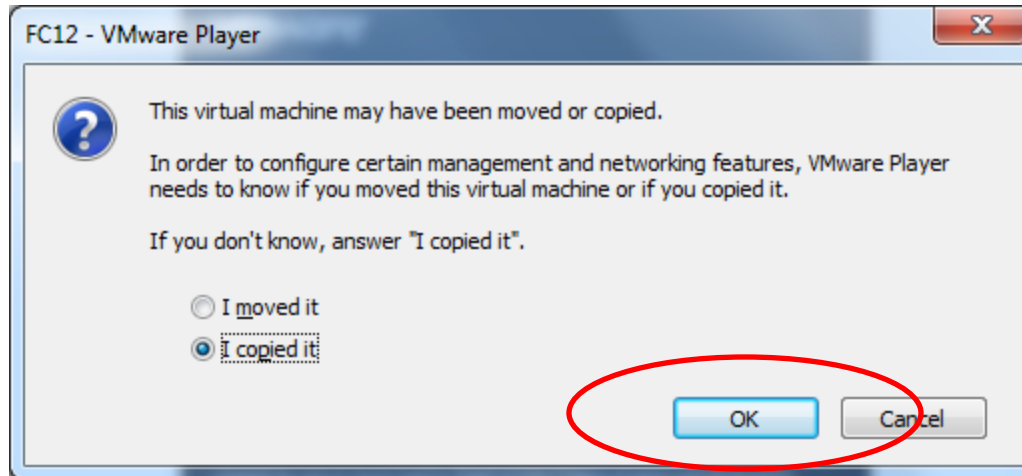 FC12 - VMware Player
This virtual machine may have been moved or copied.
In order to configure certain management and networking features, VMware Player
needs to know if you moved this virtual machine or if you copied it.
If you don't know, answer "I copied it".
I moved it
I copied it
OK Cancel